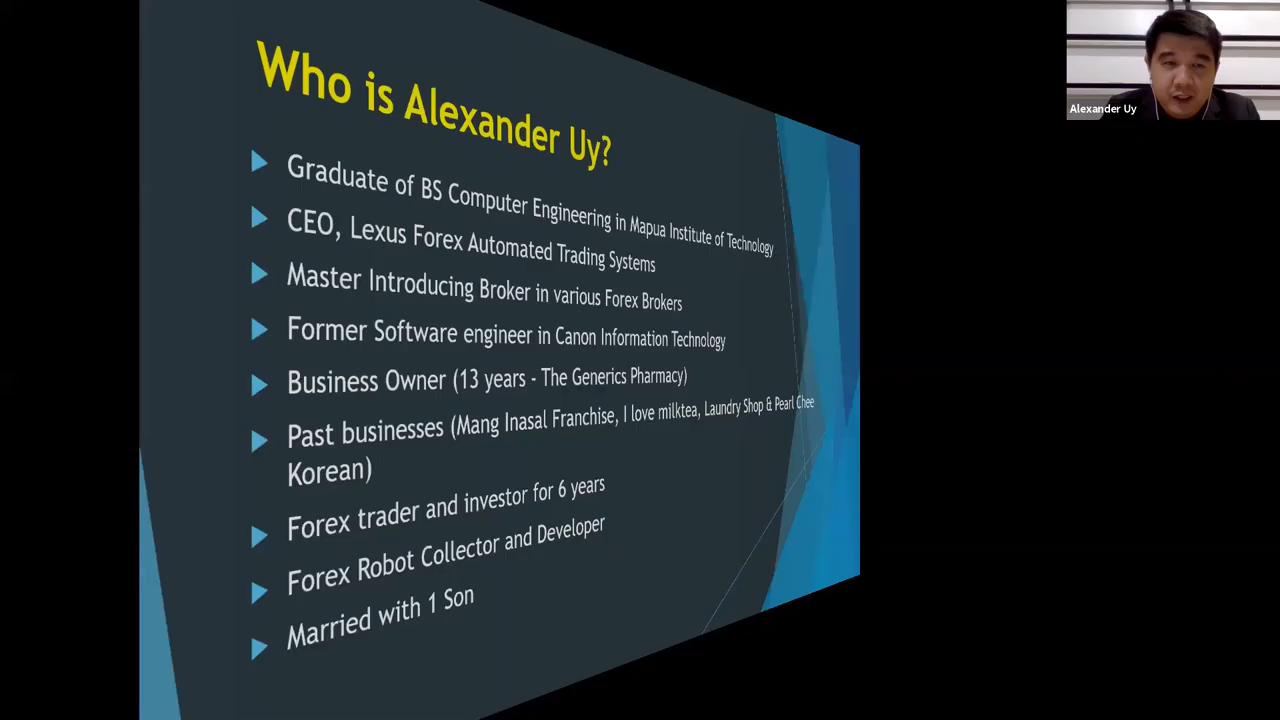 Who is Alexander Uy?
Graduate of BS Computer Engineering in Mapua Institute of Technology
CEO, Lexus Forex Automated Trading Systems
Master Introducing Broker in various Forex Brokers
Former Software engineer in Canon Information Technology
Business Owner (13 years - The Generics Pharmacy)
Past businesses (Mang Inasal Franchise, I love milktea, Laundry Shop & Pearl Chee
Korean)
Forex trader and investor for 6 years
Forex Robot Collector and Developer
Married with 1 Son
Alexander Uy